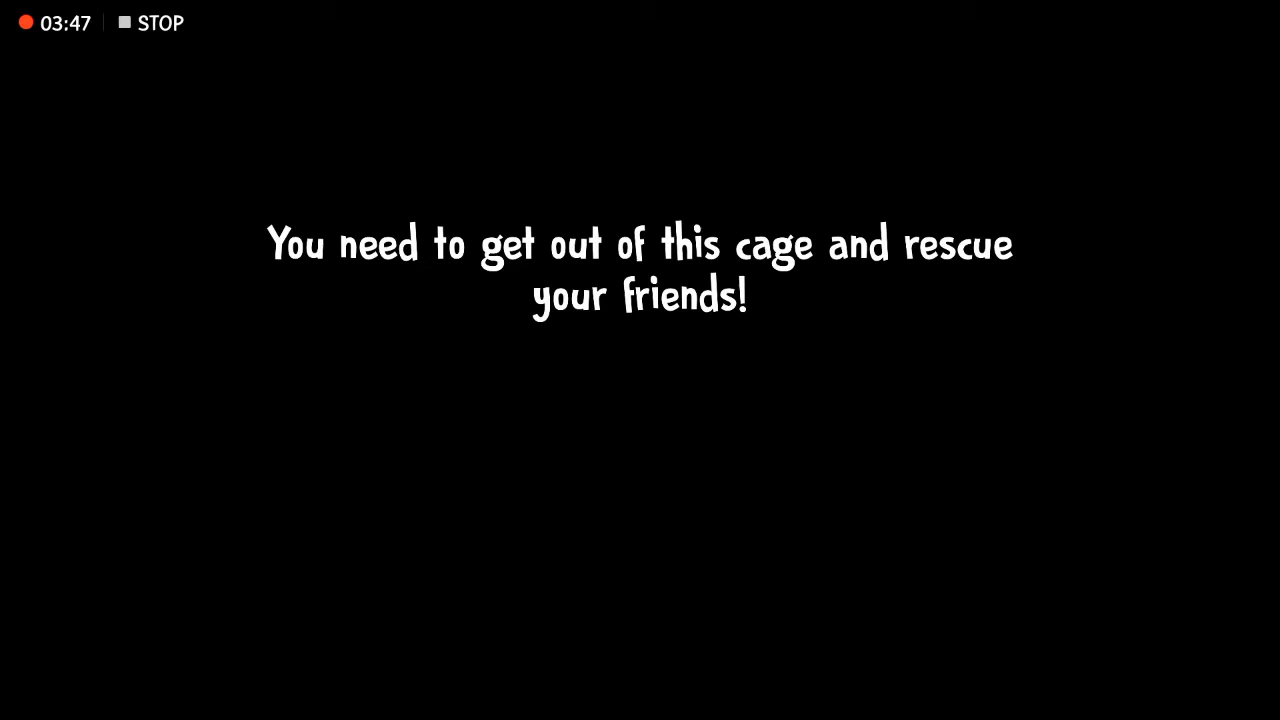 03:47 STOP
You need to get out of this cage and rescue
your friends!